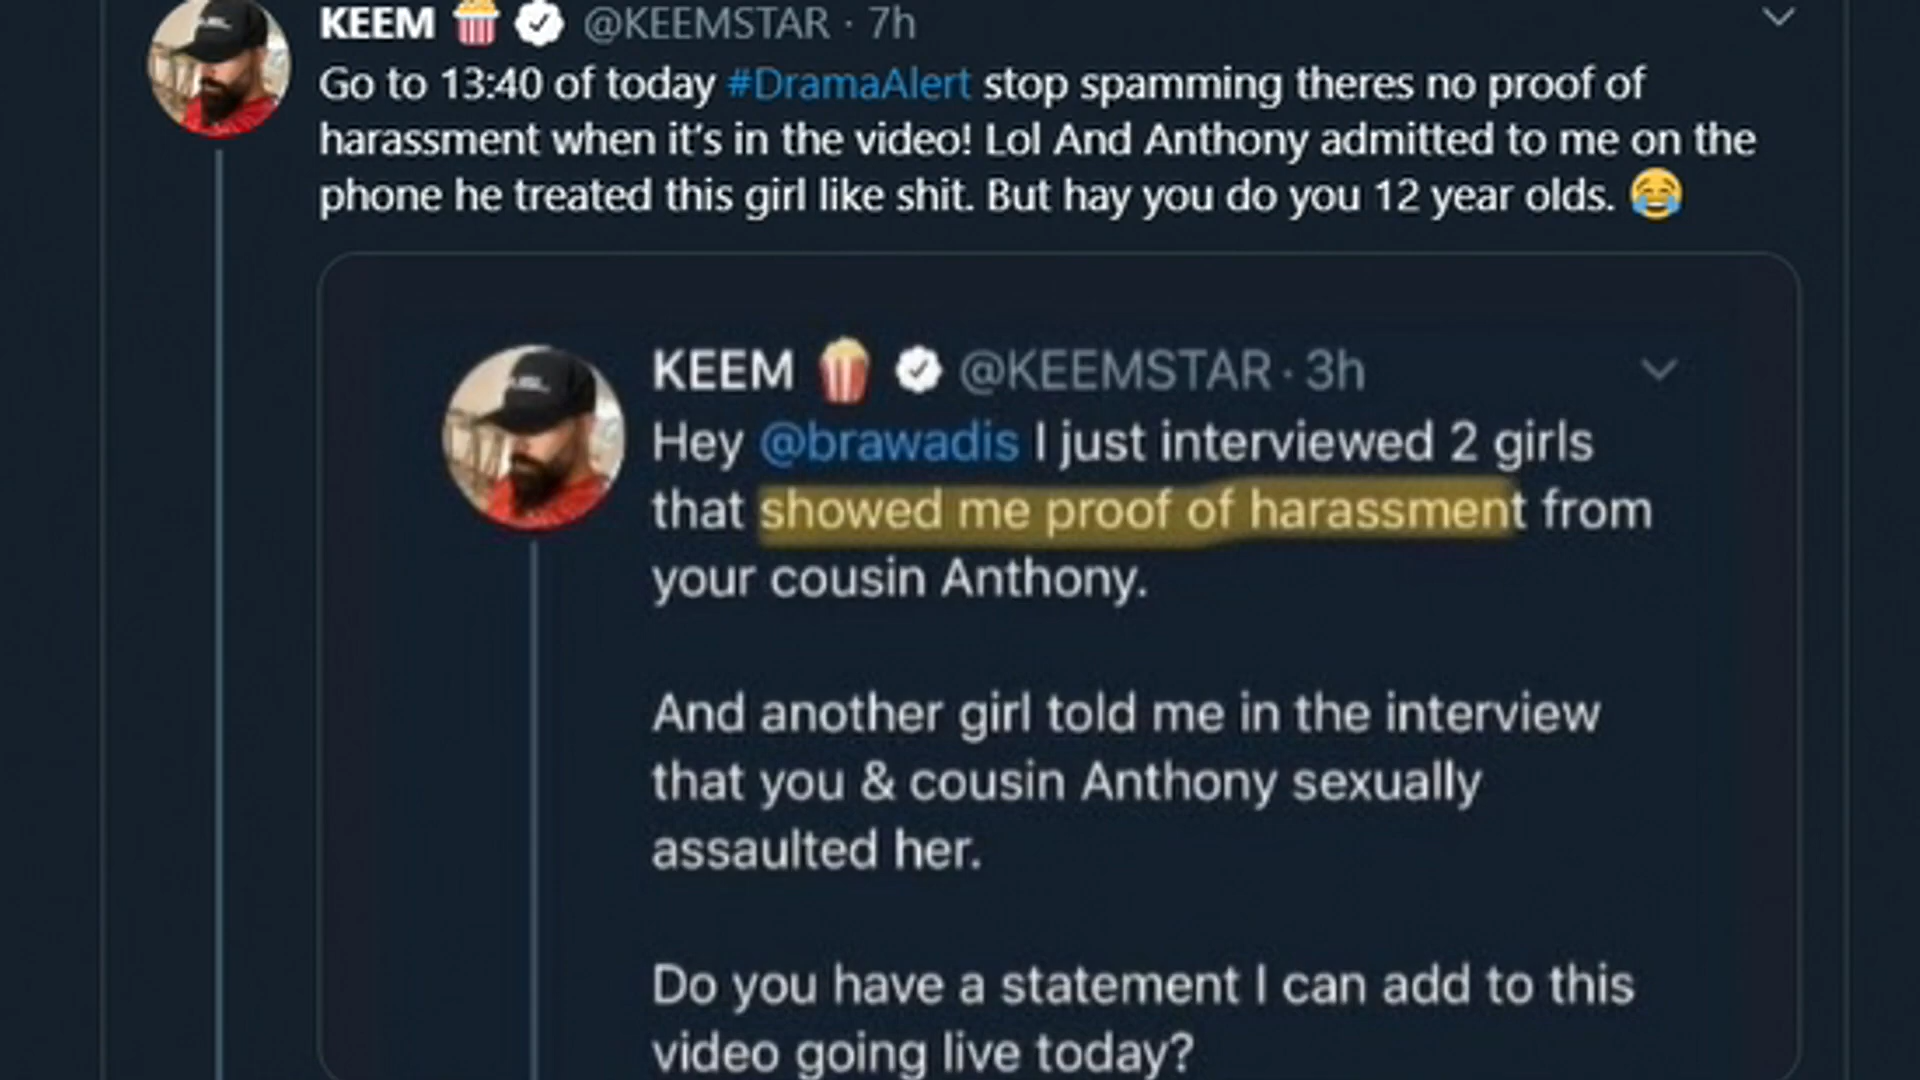 KEEM 🍿 @KEEMSTAR · 7h
Go to 13:40 of today #DramaAlert stop spamming theres no proof of
harassment when it's in the video! Lol And Anthony admitted to me on the
phone he treated this girl like shit. But hay you do you 12 year olds. 😂
KEEM 🍿 @KEEMSTAR · 3h
Hey @brawadis I just interviewed 2 girls
that showed me proof of harassment from
your cousin Anthony.
And another girl told me in the interview
that you & cousin Anthony sexually
assaulted her.
Do you have a statement I can add to this
video going live today?